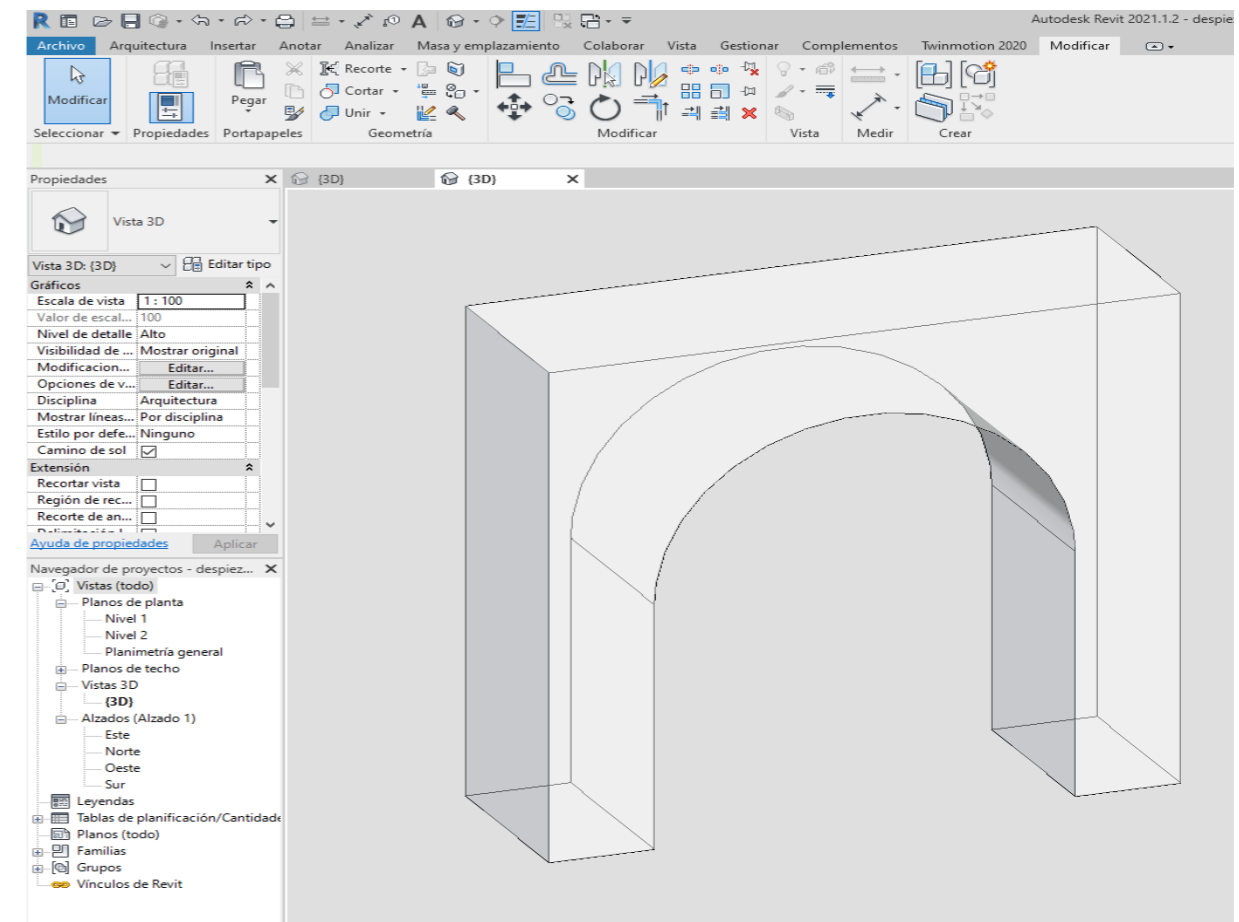 Autodesk Revit 2021.1.2 - despie
Archivo Arquitectura Insertar Anotar Analizar Masa y emplazamiento Colaborar Vista Gestionar Complementos Twinmotion 2020 Modificar
Modificar Pegar Recorte
Cortar
Unir
Seleccionar Propiedades Portapapeles Geometría Modificar Vista Medir Crear
Propiedades {3D} {3D}
Vista 3D
Vista 3D: {3D} Editar tipo
Gráficos
Escala de vista 1 : 100
Valor de escal... 100
Nivel de detalle Alto
Visibilidad de ... Mostrar original
Modificacion... Editar...
Opciones de v... Editar...
Disciplina Arquitectura
Mostrar líneas... Por disciplina
Estilo por defe... Ninguno
Camino de sol
Extensión
Recortar vista
Región de rec...
Recorte de an...
Ayuda de propiedades Aplicar
Navegador de proyectos - despiez...
Vistas (todo)
Planos de planta
Nivel 1
Nivel 2
Planimetría general
Planos de techo
Vistas 3D
{3D}
Alzados (Alzado 1)
Este
Norte
Oeste
Sur
Leyendas
Tablas de planificación/Cantidade
Planos (todo)
Familias
Grupos
Vínculos de Revit